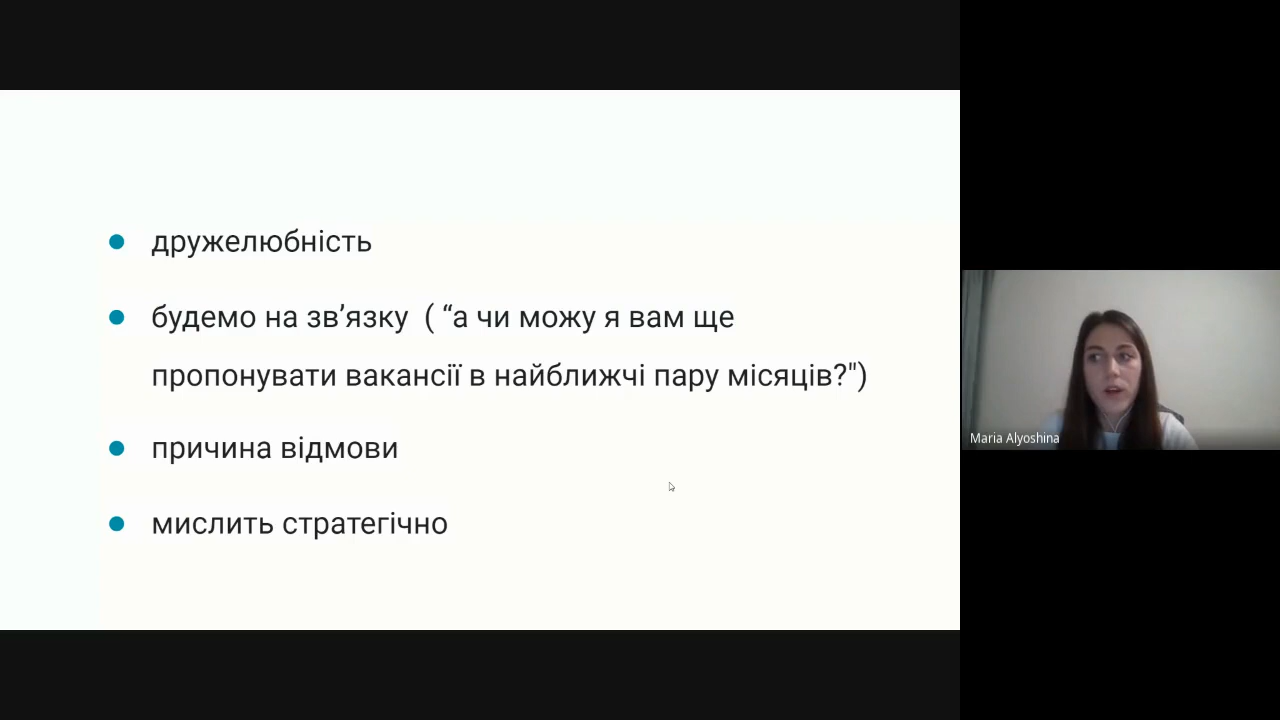 дружелюбність
будемо на зв’язку ( “а чи можу я вам ще
пропонувати вакансії в найближчі пару місяців?")
причина відмови
мислить стратегічно
Maria Alyoshina